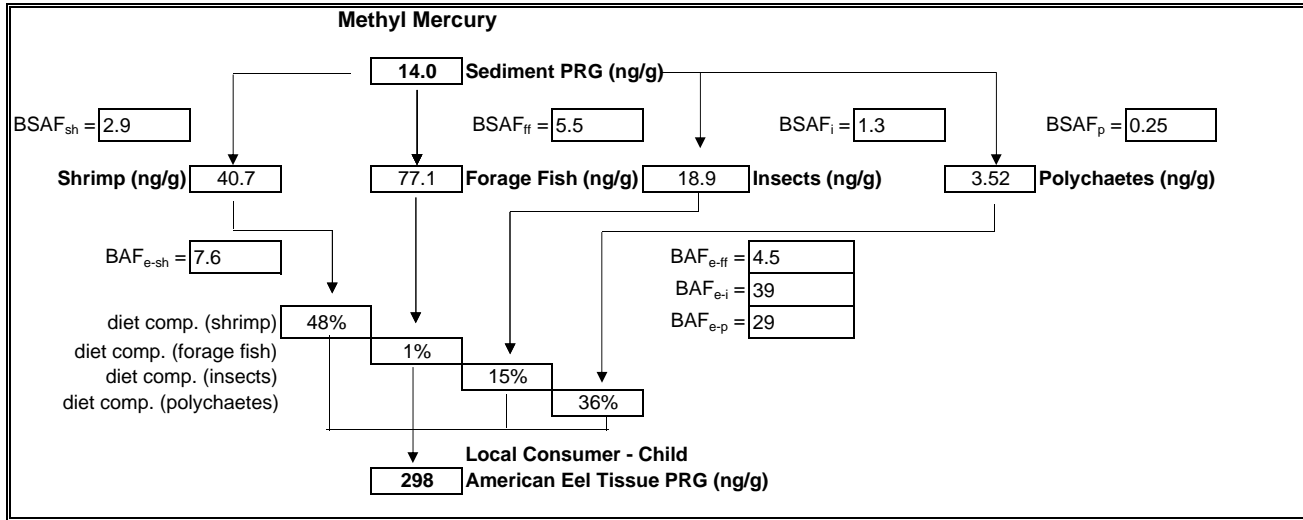 Methyl Mercury
14.0 Sediment PRG (ng/g)
BSAFsh = 2.9 BSAFff = 5.5 BSAFi = 1.3 BSAFp = 0.25
Shrimp (ng/g) 40.7 77.1 Forage Fish (ng/g) 18.9 Insects (ng/g) 3.52 Polychaetes (ng/g)
BAFe-sh = 7.6 BAFe-ff = 4.5
BAFe-i = 39
BAFe-p = 29
diet comp. (shrimp) 48%
diet comp. (forage fish) 1%
diet comp. (insects) 15%
diet comp. (polychaetes) 36%
Local Consumer - Child
298 American Eel Tissue PRG (ng/g)